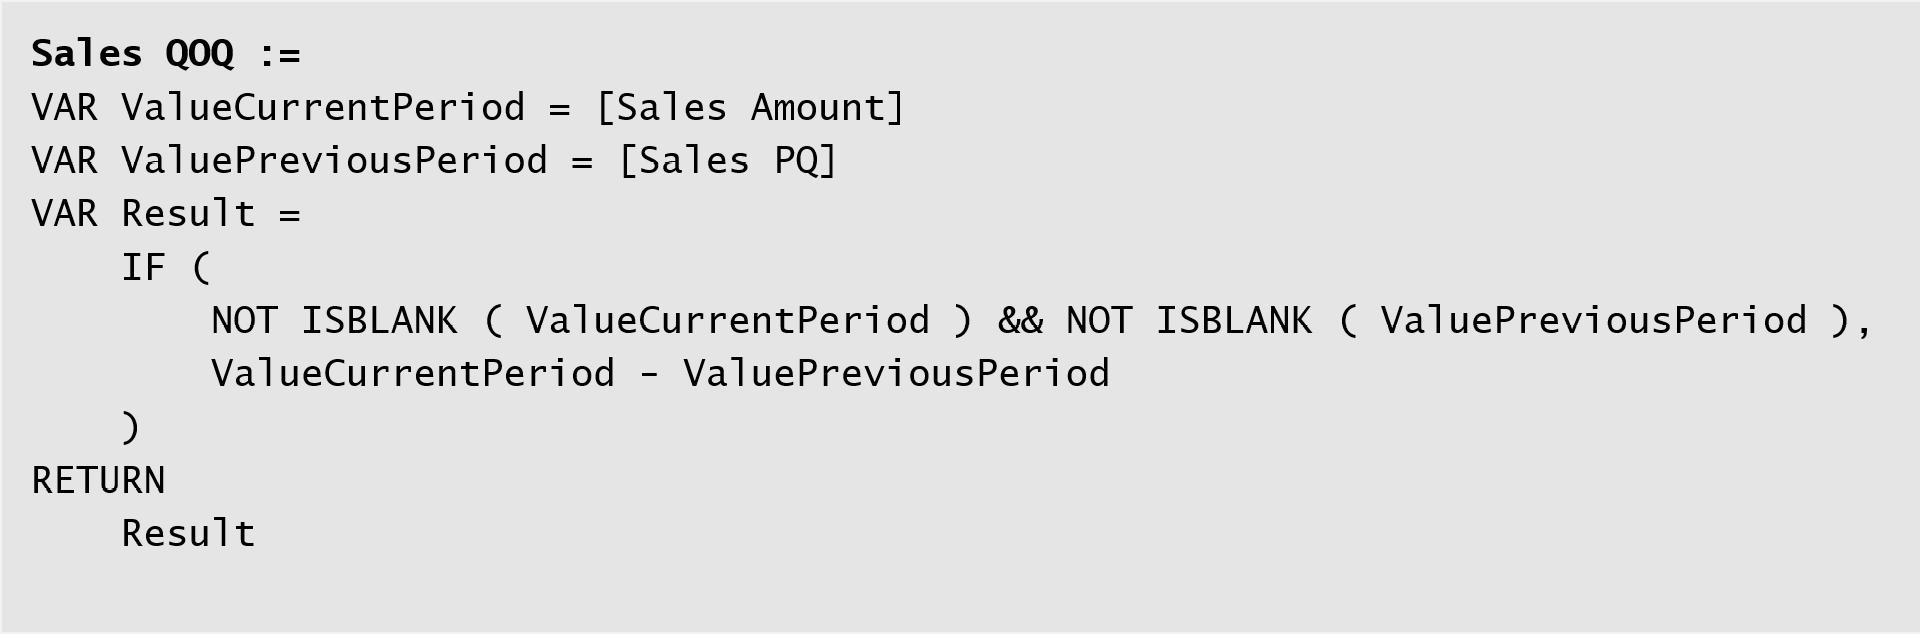 Sales QOQ :=
VAR ValueCurrentPeriod = [Sales Amount]
VAR ValuePreviousPeriod = [Sales PQ]
VAR Result =
    IF (
        NOT ISBLANK ( ValueCurrentPeriod ) && NOT ISBLANK ( ValuePreviousPeriod ),
        ValueCurrentPeriod - ValuePreviousPeriod
    )
RETURN
    Result